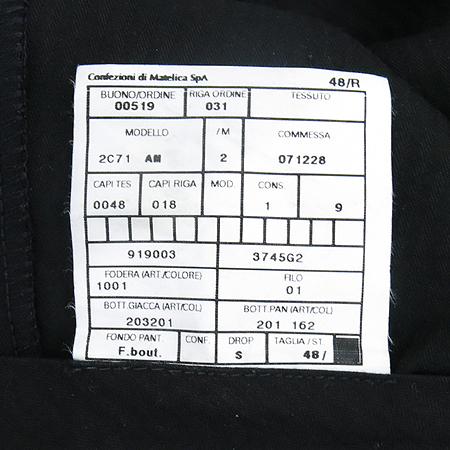 Confezioni di Matelica SpA 48/R
BUONO/ORDINE RIGA ORDINE TESSUTO
00519 031
MODELLO /M COMMESSA
2C71 AM 2 071228
CAPI TES CAPI RIGA MOD. CONS
0048 018 1 9
919003 3745G2
FODERA (ART./COLORE) FILO
1001 01
BOTT.GIACCA (ART/COL) BOTT.PAN (ART/COL)
203201 201 162
FONDO PANT. CONF. DROP TAGLIA / ST.
F.bout. S 48/